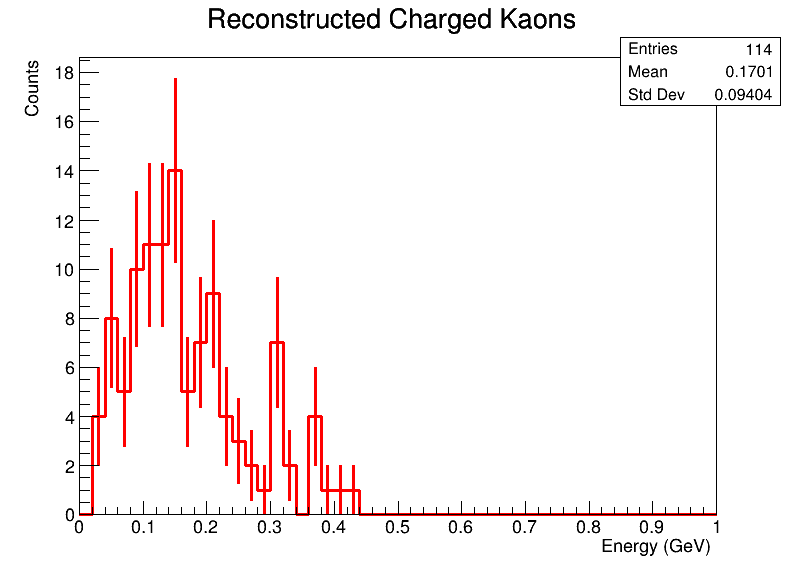 Reconstructed Charged Kaons
Entries 114
Mean 0.1701
Std Dev 0.09404
Counts
18
16
14
12
10
8
6
4
2
0
0 0.1 0.2 0.3 0.4 0.5 0.6 0.7 0.8 0.9 1
Energy (GeV)